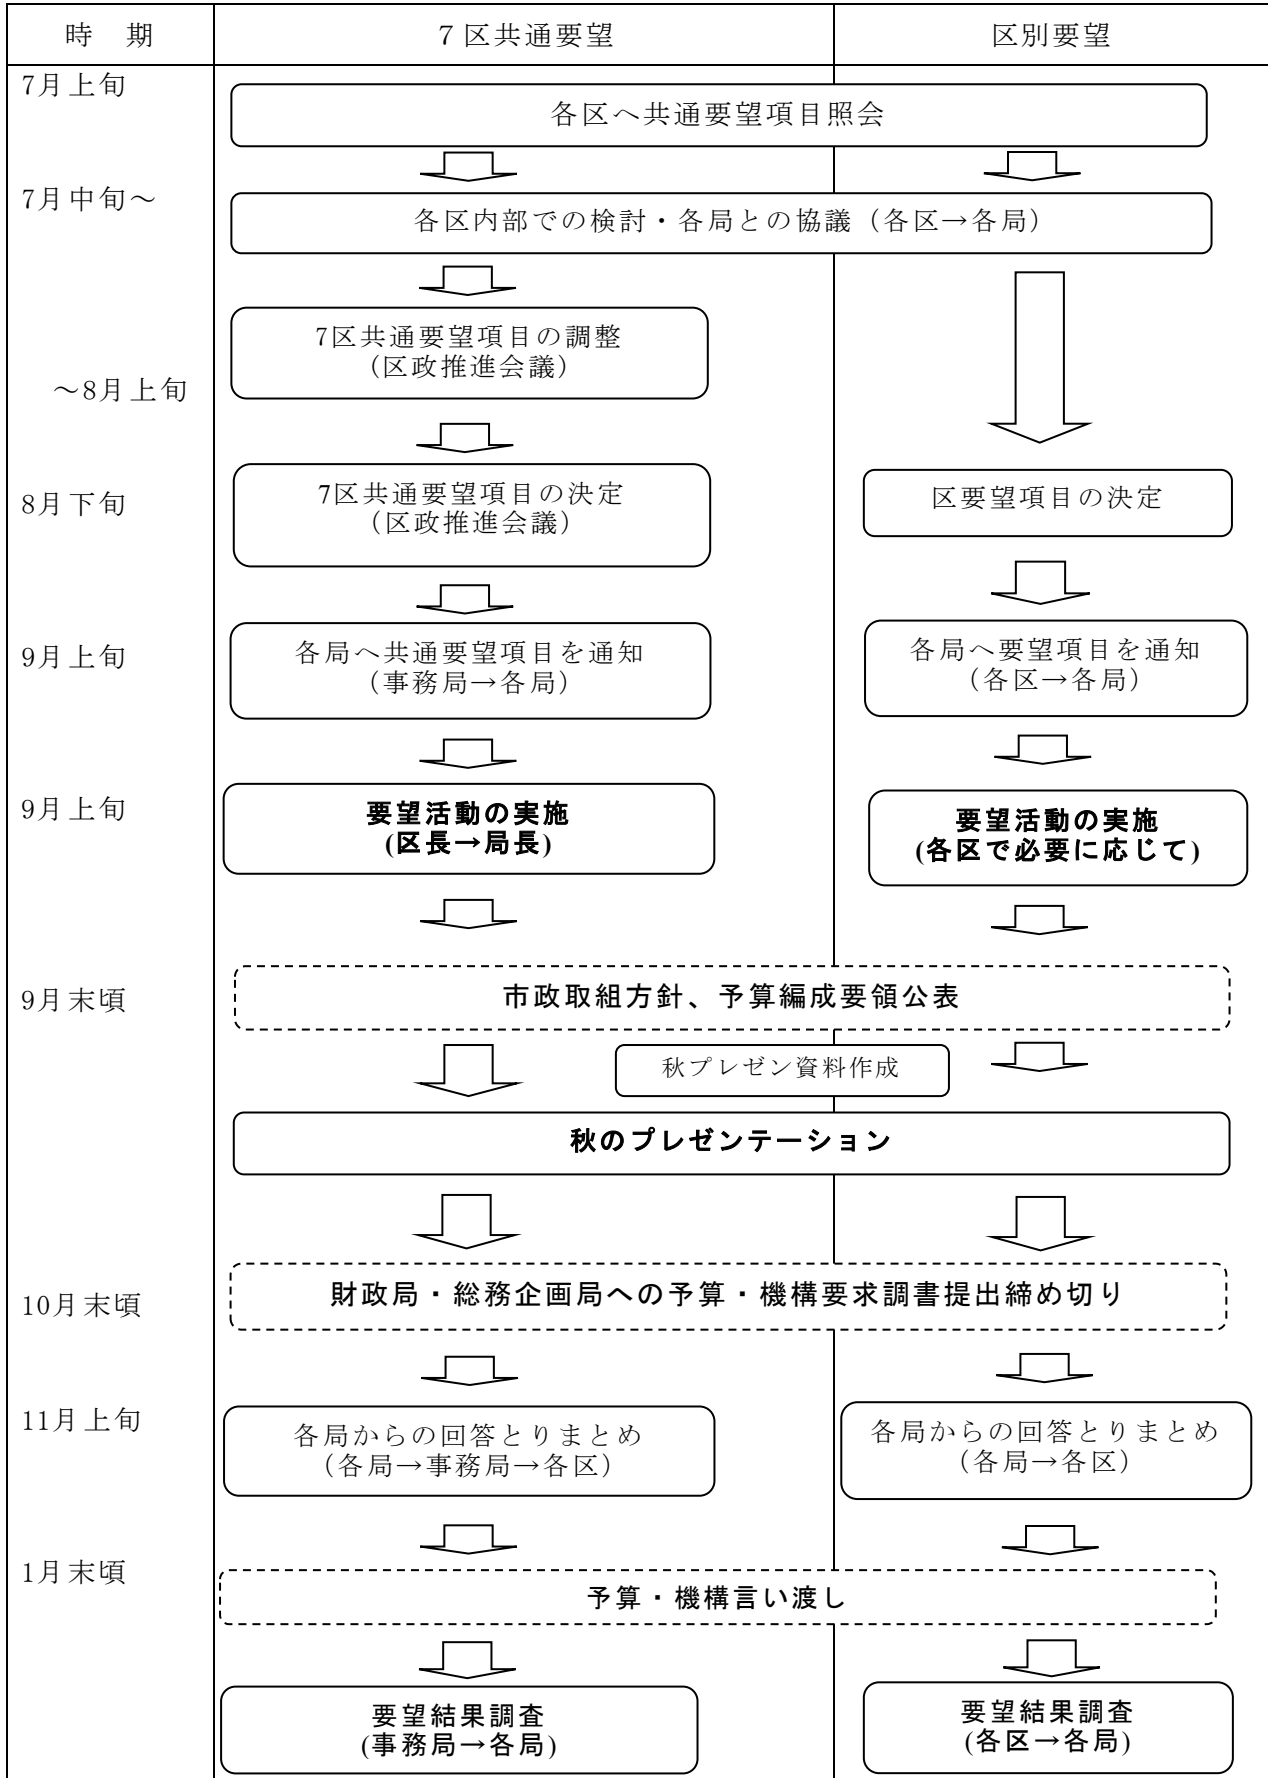 時　期
７区共通要望
区別要望
7月上旬
各区へ共通要望項目照会
7月中旬～
各区内部での検討・各局との協議（各区→各局）
7区共通要望項目の調整
（区政推進会議）
～8月上旬
8月下旬
7区共通要望項目の決定
（区政推進会議）
区要望項目の決定
9月上旬
各局へ共通要望項目を通知
（事務局→各局）
各局へ要望項目を通知
（各区→各局）
9月上旬
要望活動の実施
(区長→局長)
要望活動の実施
(各区で必要に応じて)
9月末頃
市政取組方針、予算編成要領公表
秋プレゼン資料作成
秋のプレゼンテーション
10月末頃
財政局・総務企画局への予算・機構要求調書提出締め切り
11月上旬
各局からの回答とりまとめ
（各局→事務局→各区）
各局からの回答とりまとめ
（各局→各区）
1月末頃
予算・機構言い渡し
要望結果調査
(事務局→各局)
要望結果調査
(各区→各局)